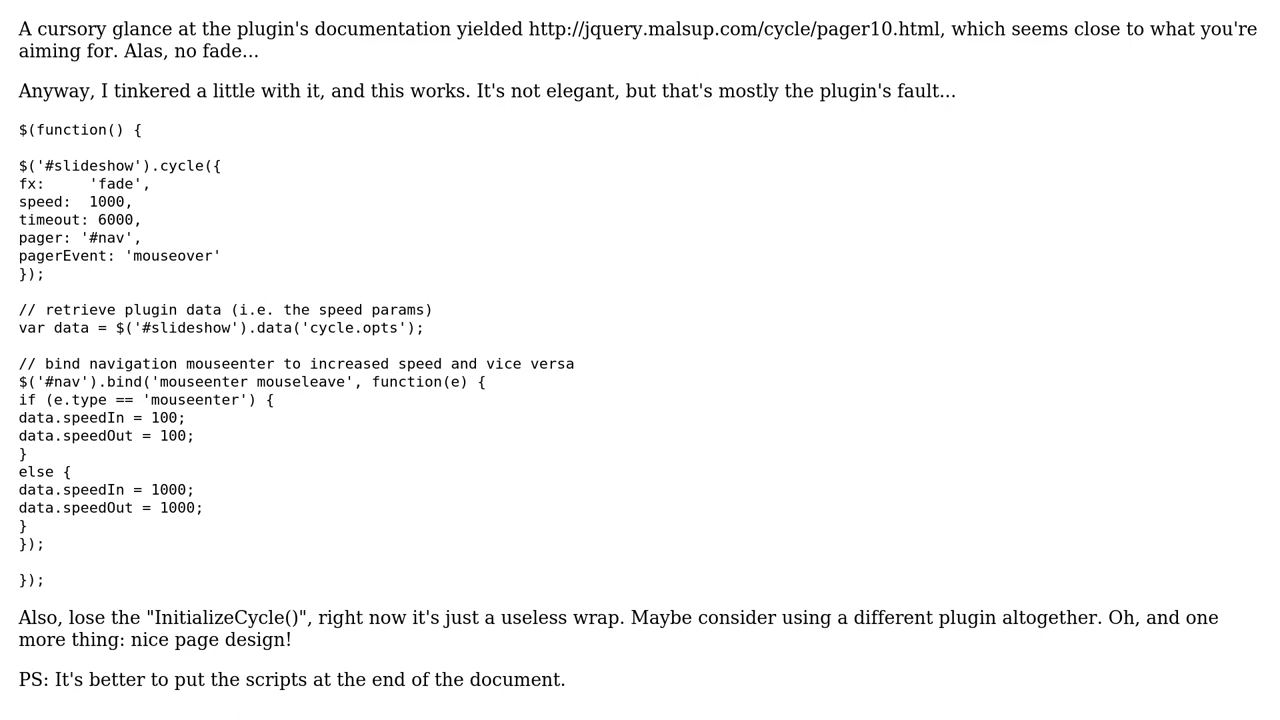 A cursory glance at the plugin's documentation yielded http://jquery.malsup.com/cycle/pager10.html, which seems close to what you're
aiming for. Alas, no fade...
Anyway, I tinkered a little with it, and this works. It's not elegant, but that's mostly the plugin's fault...
$(function() {
$('#slideshow').cycle({
fx:     'fade',
speed:  1000,
timeout: 6000,
pager: '#nav',
pagerEvent: 'mouseover'
});
// retrieve plugin data (i.e. the speed params)
var data = $('#slideshow').data('cycle.opts');
// bind navigation mouseenter to increased speed and vice versa
$('#nav').bind('mouseenter mouseleave', function(e) {
if (e.type == 'mouseenter') {
data.speedIn = 100;
data.speedOut = 100;
}
else {
data.speedIn = 1000;
data.speedOut = 1000;
}
});
});
Also, lose the "InitializeCycle()", right now it's just a useless wrap. Maybe consider using a different plugin altogether. Oh, and one
more thing: nice page design!
PS: It's better to put the scripts at the end of the document.